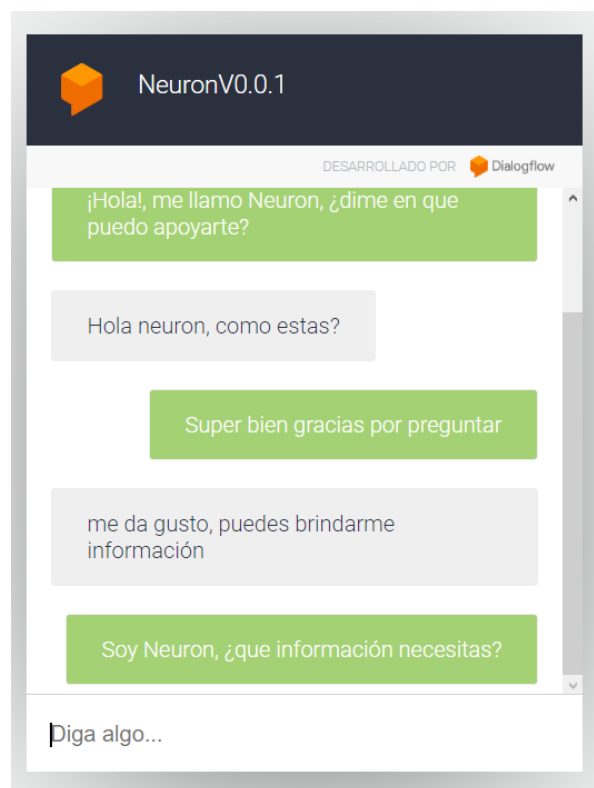 NeuronV0.0.1
DESARROLLADO POR Dialogflow
¡Hola!, me llamo Neuron, ¿dime en que
puedo apoyarte?
Hola neuron, como estas?
Super bien gracias por preguntar
me da gusto, puedes brindarme
información
Soy Neuron, ¿que información necesitas?
Diga algo...